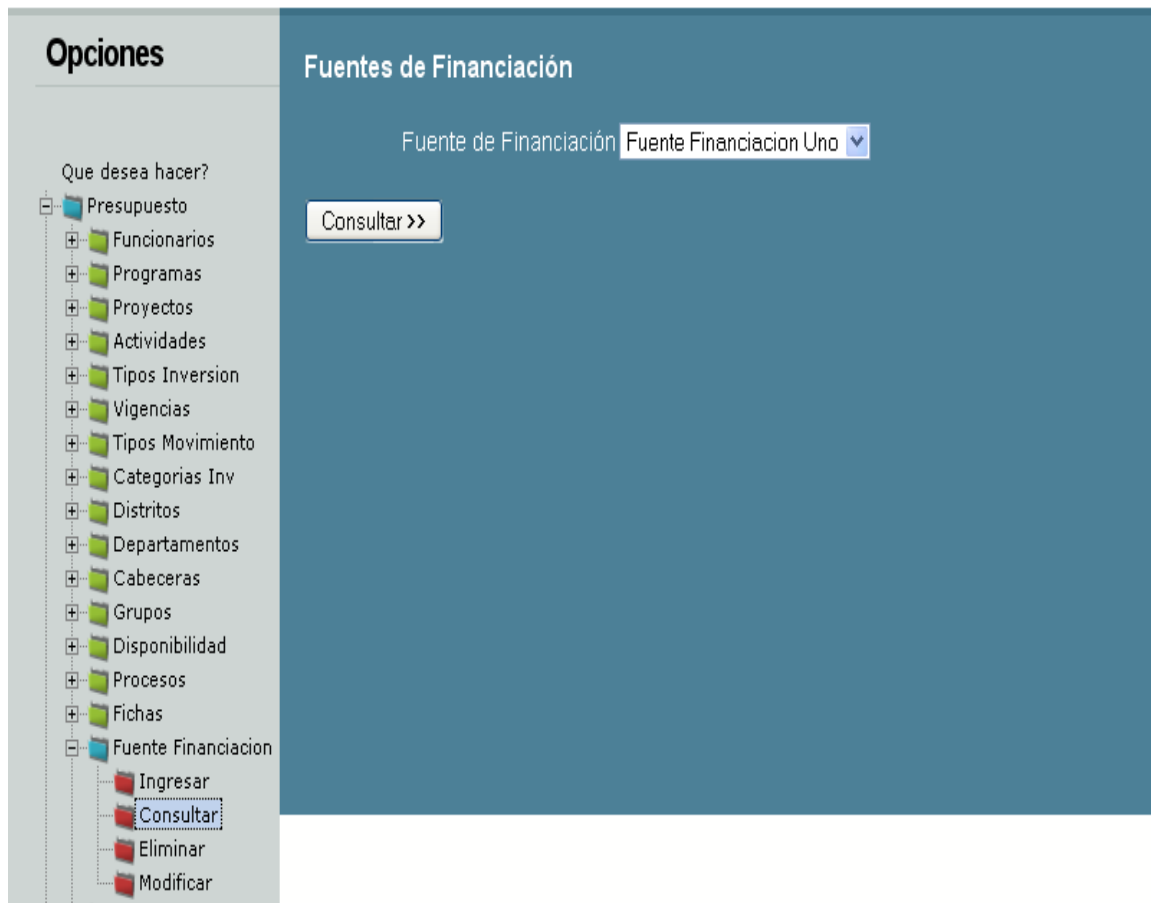 Opciones
Que desea hacer?
Presupuesto
Funcionarios
Programas
Proyectos
Actividades
Tipos Inversion
Vigencias
Tipos Movimiento
Categorias Inv
Distritos
Departamentos
Cabeceras
Grupos
Disponibilidad
Procesos
Fichas
Fuente Financiacion
Ingresar
Consultar
Eliminar
Modificar
Fuentes de Financiación
Fuente de Financiación Fuente Financiacion Uno
Consultar >>